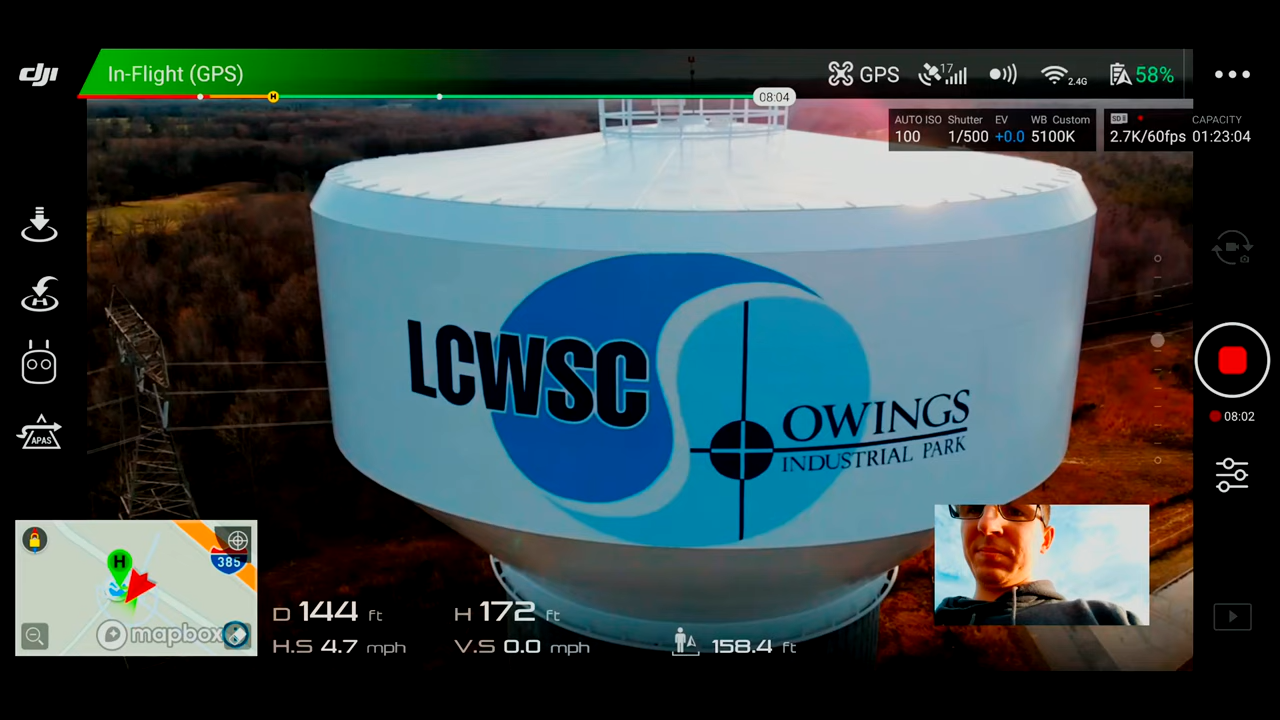 dji
In-Flight (GPS)
GPS
17
2.4G
58%
H
08:04
AUTO ISO Shutter EV WB Custom
100 1/500 +0.0 5100K
SD CAPACITY
2.7K/60fps 01:23:04
LCWSC
OWINGS
INDUSTRIAL PARK
08:02
H
APAS
H
385
mapbox
D 144 ft H 172 ft
H.S 4.7 mph V.S 0.0 mph 158.4 ft